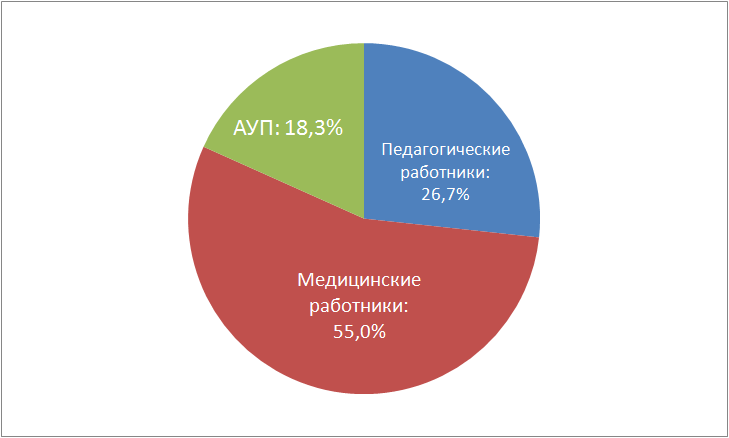 АУП: 18,3%
Педагогические
работники:
26,7%
Медицинские
работники:
55,0%